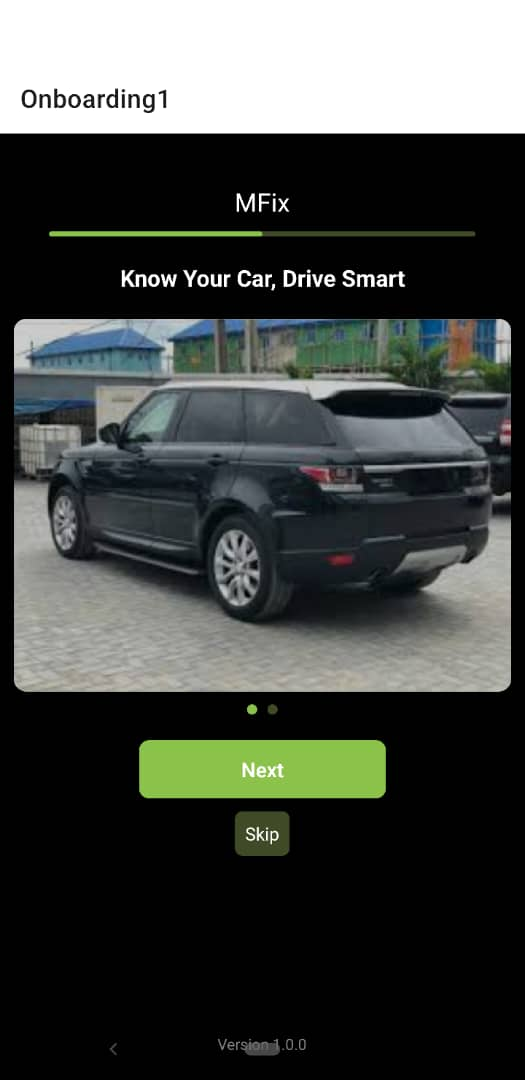 Onboarding1
MFix
Know Your Car, Drive Smart
Next
Skip
Version 1.0.0